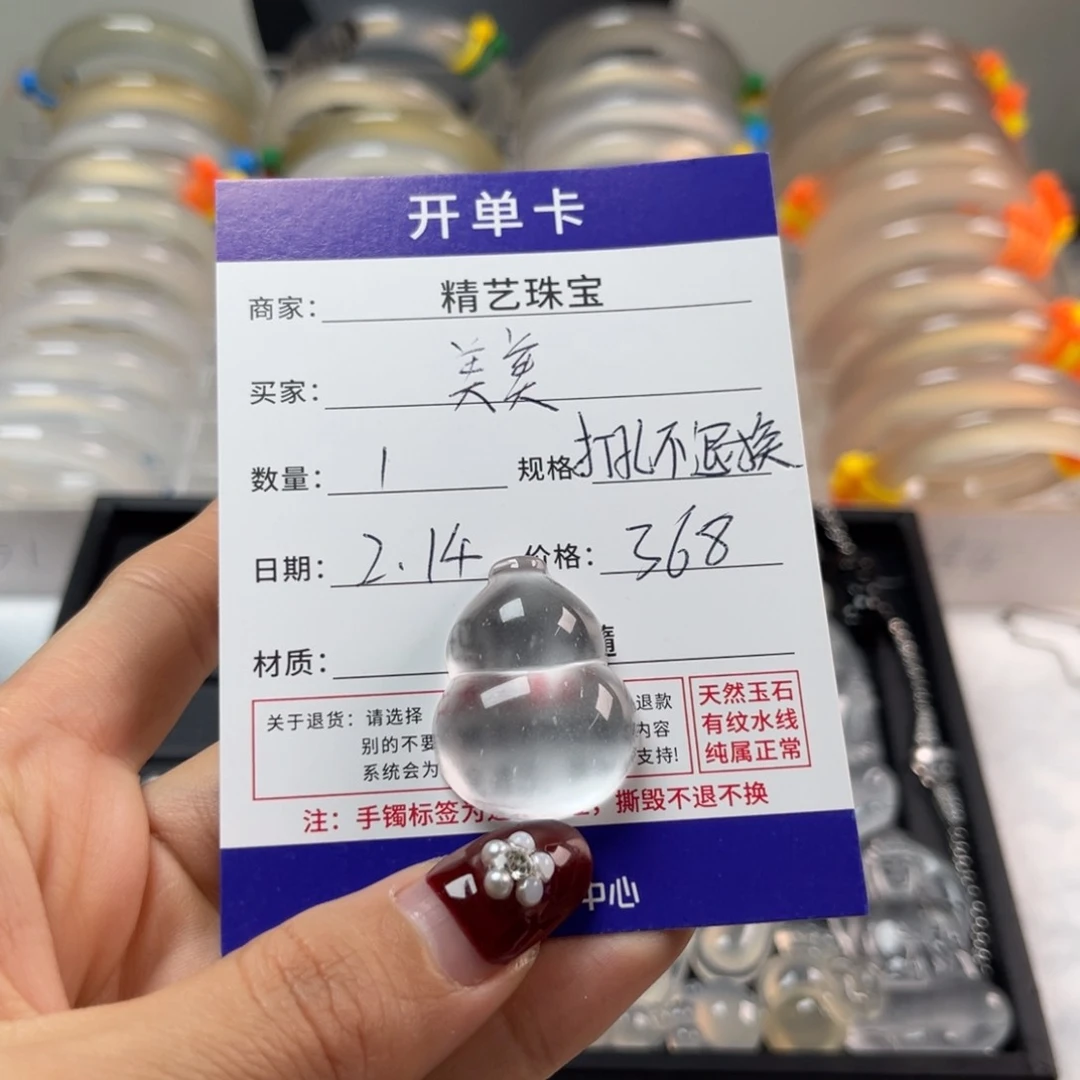 开单卡
商家： 精艺珠宝
买家： 美美
数量： 1 规格： 打孔不退换
日期： 2.14 价格： 368
材质： 髓
关于退货：请选择 退款
别的不要 内容
系统会为 支持!
天然玉石
有纹水线
纯属正常
注：手镯标签为 ，撕毁不退不换
中心